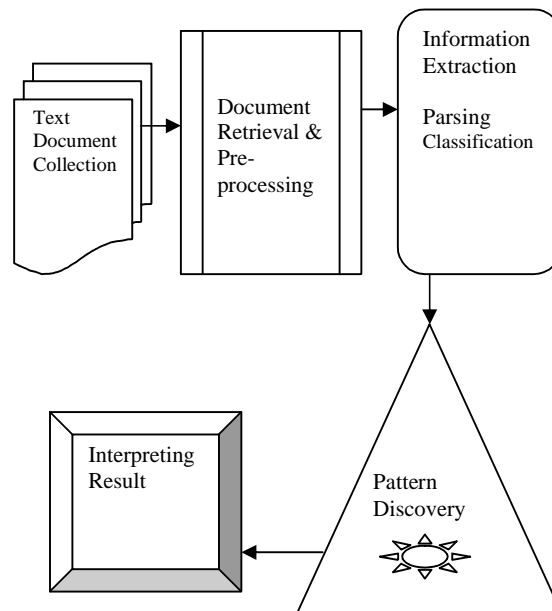 Text
Document
Collection
Document
Retrieval &
Pre-
processing
Information
Extraction
Parsing
Classification
Pattern
Discovery
Interpreting
Result